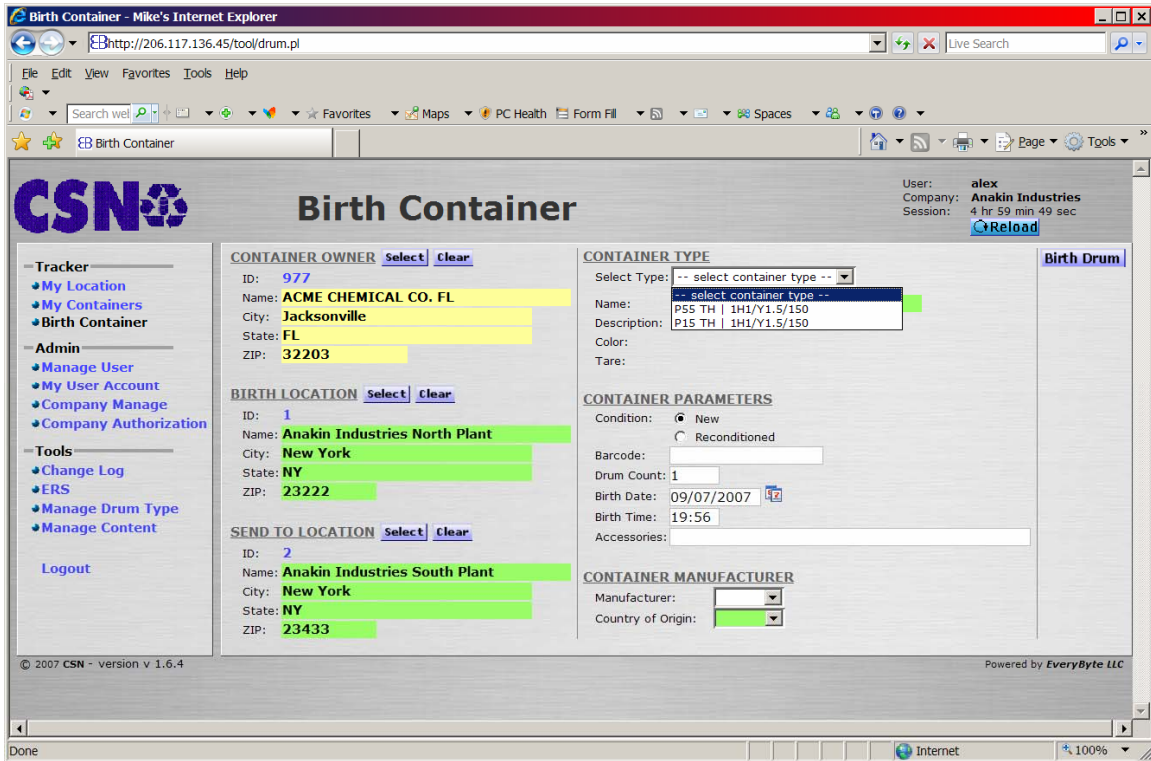 Birth Container - Mike's Internet Explorer
http://206.117.136.45/tool/drum.pl
Live Search
File Edit View Favorites Tools Help
Search wel Favorites Maps PC Health Form Fill Spaces
Birth Container
Page Tools »
CSN
Birth Container
User: alex
Company: Anakin Industries
Session: 4 hr 59 min 49 sec
Reload
Tracker
My Location
My Containers
Birth Container
Admin
Manage User
My User Account
Company Manage
Company Authorization
Tools
Change Log
ERS
Manage Drum Type
Manage Content
Logout
CONTAINER OWNER Select Clear
ID: 977
Name: ACME CHEMICAL CO. FL
City: Jacksonville
State: FL
ZIP: 32203
BIRTH LOCATION Select Clear
ID: 1
Name: Anakin Industries North Plant
City: New York
State: NY
ZIP: 23222
SEND TO LOCATION Select Clear
ID: 2
Name: Anakin Industries South Plant
City: New York
State: NY
ZIP: 23433
CONTAINER TYPE
Select Type: -- select container type --
-- select container type --
P55 TH | 1H1/Y1.5/150
P15 TH | 1H1/Y1.5/150
Name:
Description:
Color:
Tare:
CONTAINER PARAMETERS
Condition: New
Reconditioned
Barcode:
Drum Count: 1
Birth Date: 09/07/2007
Birth Time: 19:56
Accessories:
CONTAINER MANUFACTURER
Manufacturer:
Country of Origin:
Birth Drum
© 2007 CSN - version v 1.6.4
Powered by EveryByte LLC
Done
Internet
100%